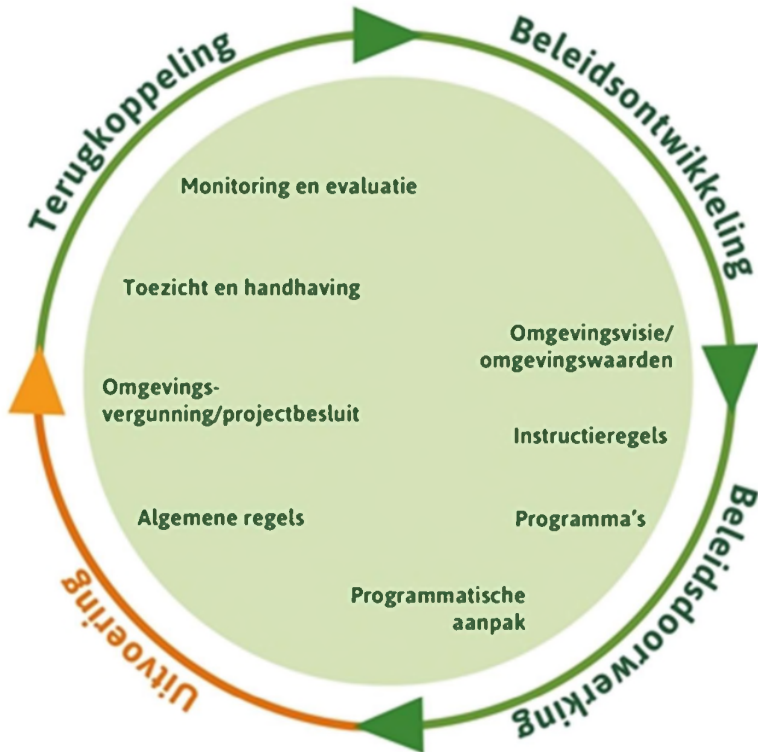 Terugkoppeling
Beleidsontwikkeling
Monitoring en evaluatie
Toezicht en handhaving
Omgevingsvisie/
omgevingswaarden
Omgevings-
vergunning/projectbesluit
Instructieregels
Algemene regels
Programma's
Programmatische
aanpak
Uitvoering
Beleidsdoorwerking